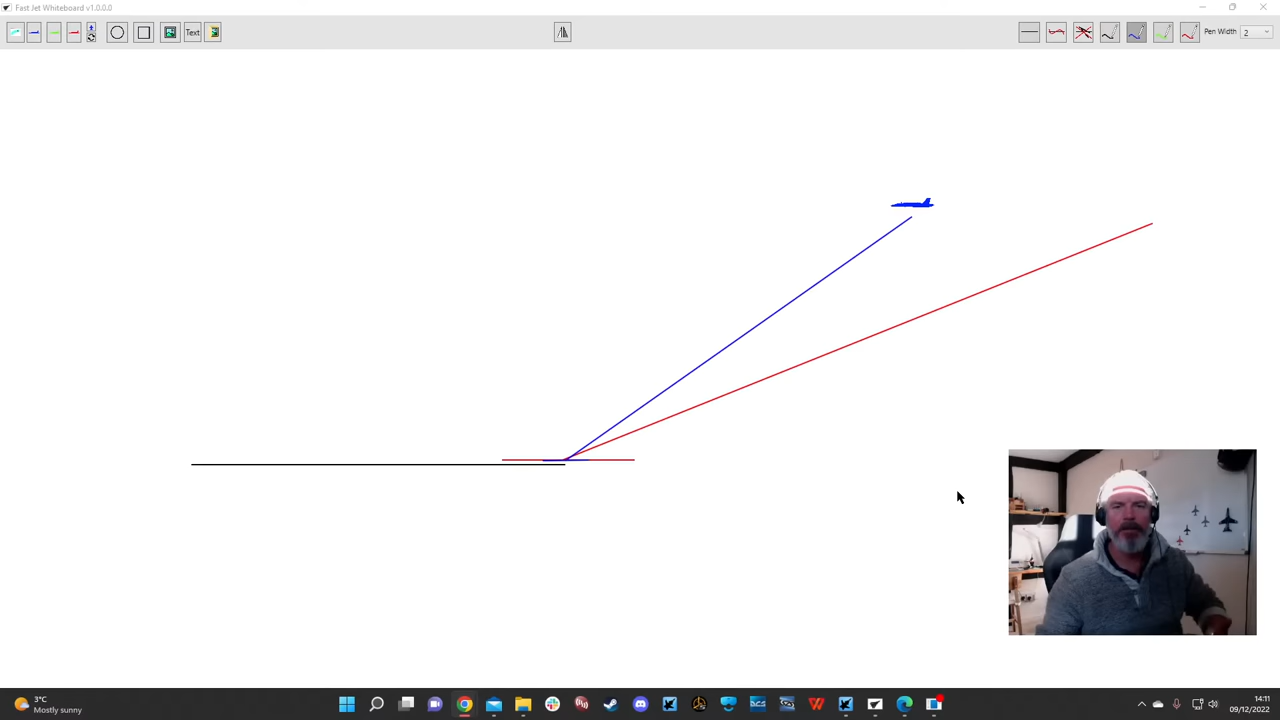 Fast Jet Whiteboard v1.0.0.0
Text
Pen Width 2
3°C
Mostly sunny
14:11
09/12/2022